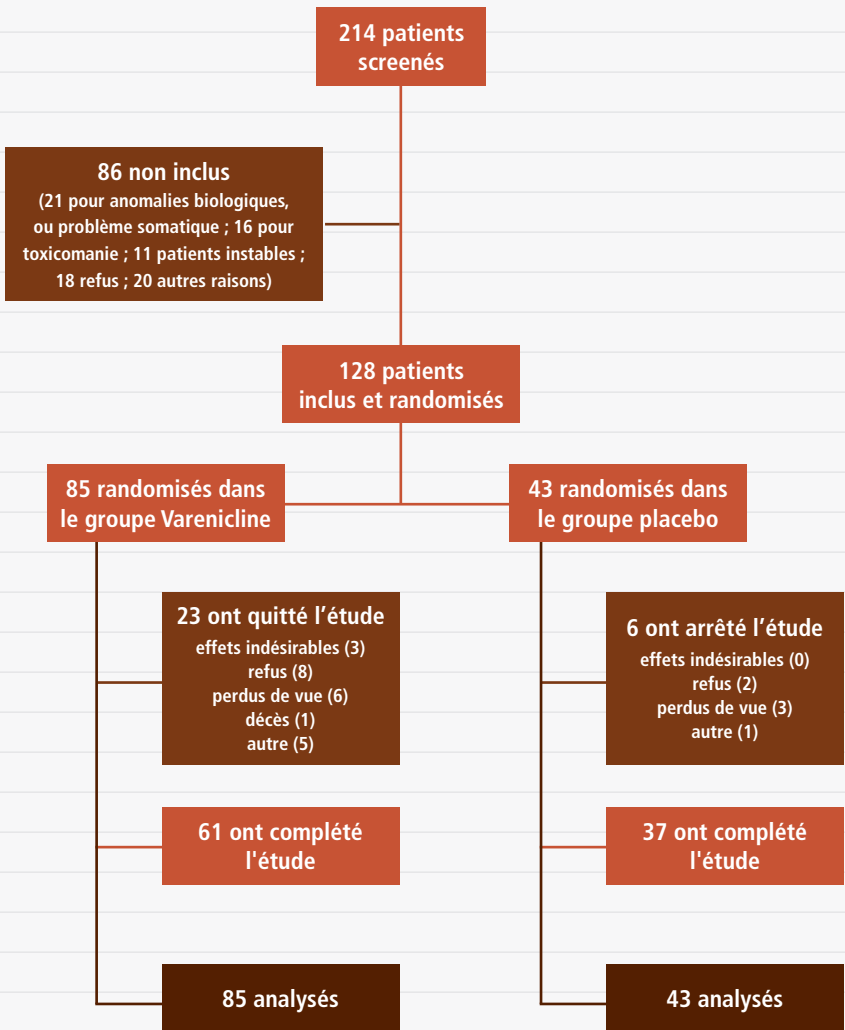 214 patients
screenés
86 non inclus
(21 pour anomalies biologiques,
ou problème somatique ; 16 pour
toxicomanie ; 11 patients instables ;
18 refus ; 20 autres raisons)
128 patients
inclus et randomisés
85 randomisés dans
le groupe Varenicline
43 randomisés dans
le groupe placebo
23 ont quitté l’étude
effets indésirables (3)
refus (8)
perdus de vue (6)
décès (1)
autre (5)
6 ont arrêté l’étude
effets indésirables (0)
refus (2)
perdus de vue (3)
autre (1)
61 ont complété
l'étude
37 ont complété
l'étude
85 analysés
43 analysés